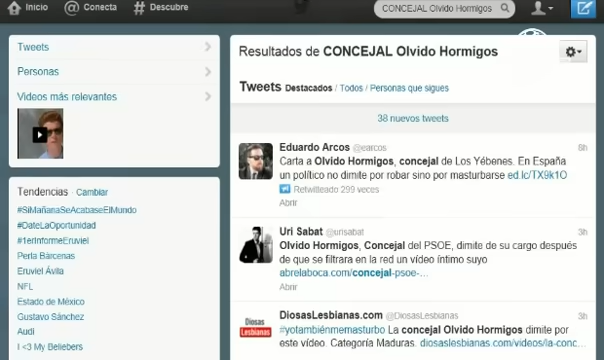 Inicio
Conecta
Descubre
CONCEJAL Olvido Hormigos
Tweets
Personas
Videos más relevantes
Tendencias Cambiar
#SiMañanaSeAcabaseElMundo
#DateLaOportunidad
#1erInformeEruviel
Perla Bárcenas
Eruviel Ávila
NFL
Estado de México
Gustavo Sánchez
Audi
I <3 My Beliebers
Resultados de CONCEJAL Olvido Hormigos
Tweets Destacados / Todos / Personas que sigues
38 nuevos tweets
Eduardo Arcos @earcos 8h
Carta a Olvido Hormigos, concejal de Los Yébenes. En España
un político no dimite por robar sino por masturbarse ed.lc/TX9k1O
Retwitteado 299 veces
Abrir
Uri Sabat @urisabat 3h
Olvido Hormigos, Concejal del PSOE, dimite de su cargo después
de que se filtrara en la red un vídeo íntimo suyo
abrelaboca.com/concejal-psoe-...
Abrir
DiosasLesbianas.com @DiosasLesbianas 3h
Diosas
Lesbianas
#yotambiénmemasturbo La concejal Olvido Hormigos dimite por
este vídeo. Categoría Maduras. diosaslesbianas.com/videos/la-conc...